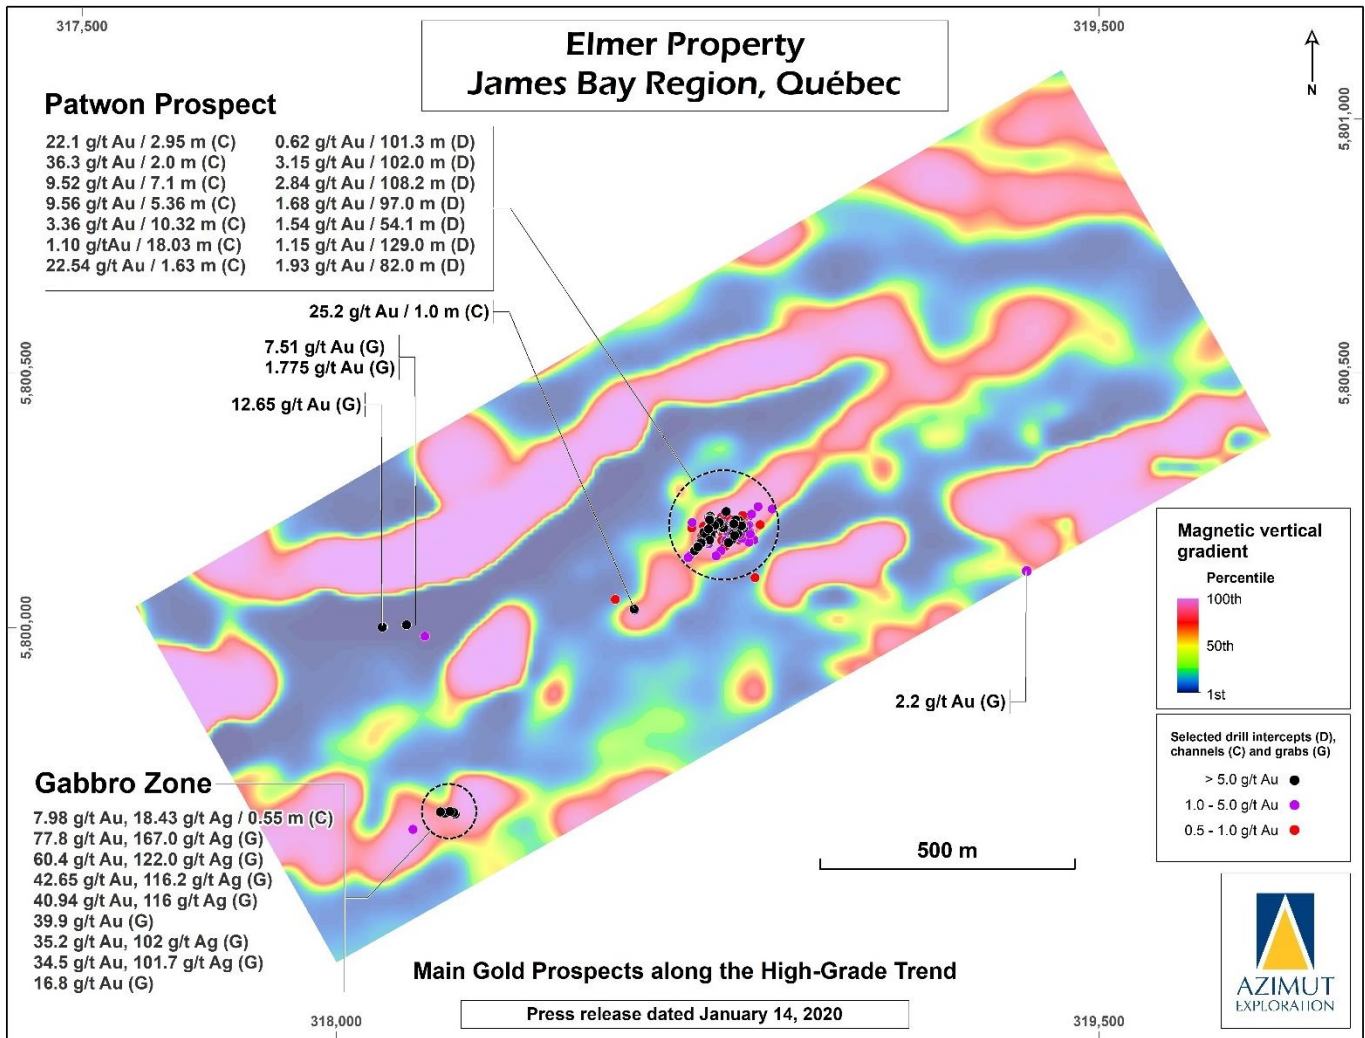 317,500
319,500
Elmer Property
James Bay Region, Québec
N
5,801,000
Patwon Prospect
22.1 g/t Au / 2.95 m (C)
36.3 g/t Au / 2.0 m (C)
9.52 g/t Au / 7.1 m (C)
9.56 g/t Au / 5.36 m (C)
3.36 g/t Au / 10.32 m (C)
1.10 g/tAu / 18.03 m (C)
22.54 g/t Au / 1.63 m (C)
0.62 g/t Au / 101.3 m (D)
3.15 g/t Au / 102.0 m (D)
2.84 g/t Au / 108.2 m (D)
1.68 g/t Au / 97.0 m (D)
1.54 g/t Au / 54.1 m (D)
1.15 g/t Au / 129.0 m (D)
1.93 g/t Au / 82.0 m (D)
25.2 g/t Au / 1.0 m (C)
7.51 g/t Au (G)
1.775 g/t Au (G)
12.65 g/t Au (G)
5,800,500
5,800,500
5,800,000
2.2 g/t Au (G)
Magnetic vertical
gradient
Percentile
100th
50th
1st
Selected drill intercepts (D),
channels (C) and grabs (G)
> 5.0 g/t Au
1.0 - 5.0 g/t Au
0.5 - 1.0 g/t Au
Gabbro Zone
7.98 g/t Au, 18.43 g/t Ag / 0.55 m (C)
77.8 g/t Au, 167.0 g/t Ag (G)
60.4 g/t Au, 122.0 g/t Ag (G)
42.65 g/t Au, 116.2 g/t Ag (G)
40.94 g/t Au, 116 g/t Ag (G)
39.9 g/t Au (G)
35.2 g/t Au, 102 g/t Ag (G)
34.5 g/t Au, 101.7 g/t Ag (G)
16.8 g/t Au (G)
500 m
Main Gold Prospects along the High-Grade Trend
Press release dated January 14, 2020
AZIMUT
EXPLORATION
318,000
319,500